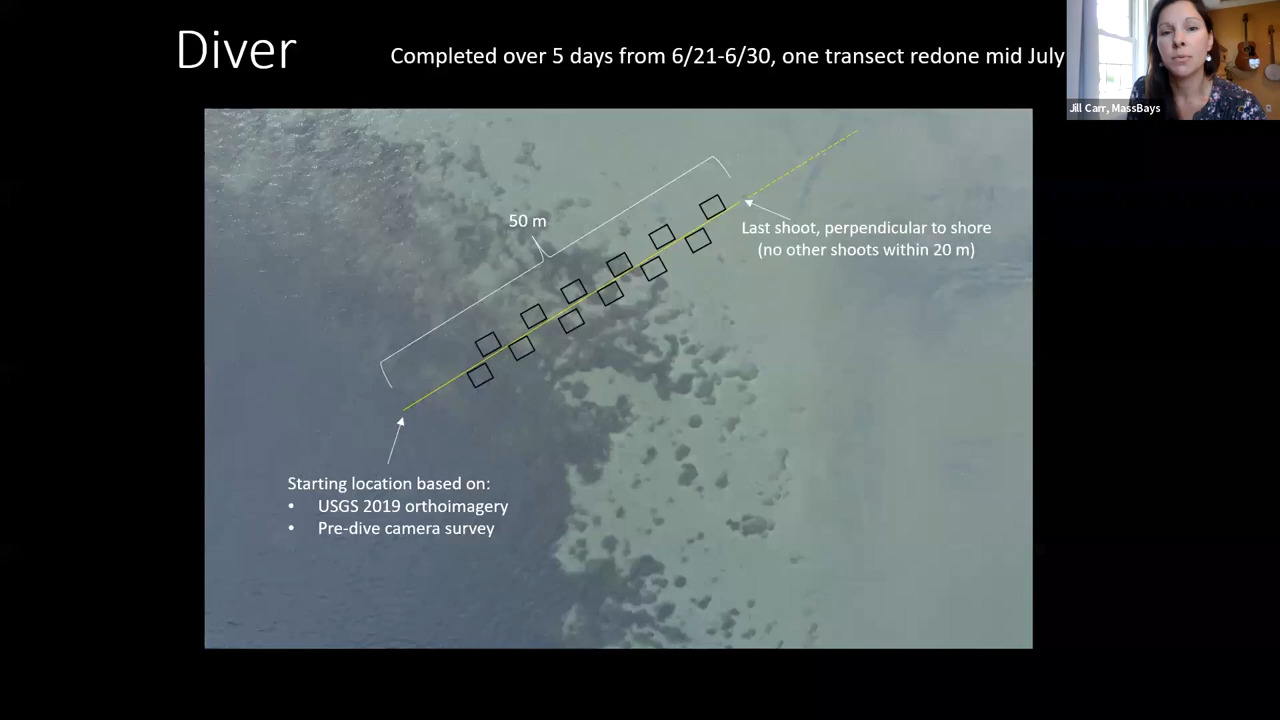 Diver
Completed over 5 days from 6/21-6/30, one transect redone mid July
Jill Carr, MassBays
50 m
Last shoot, perpendicular to shore
(no other shoots within 20 m)
Starting location based on:
• USGS 2019 orthoimagery
• Pre-dive camera survey